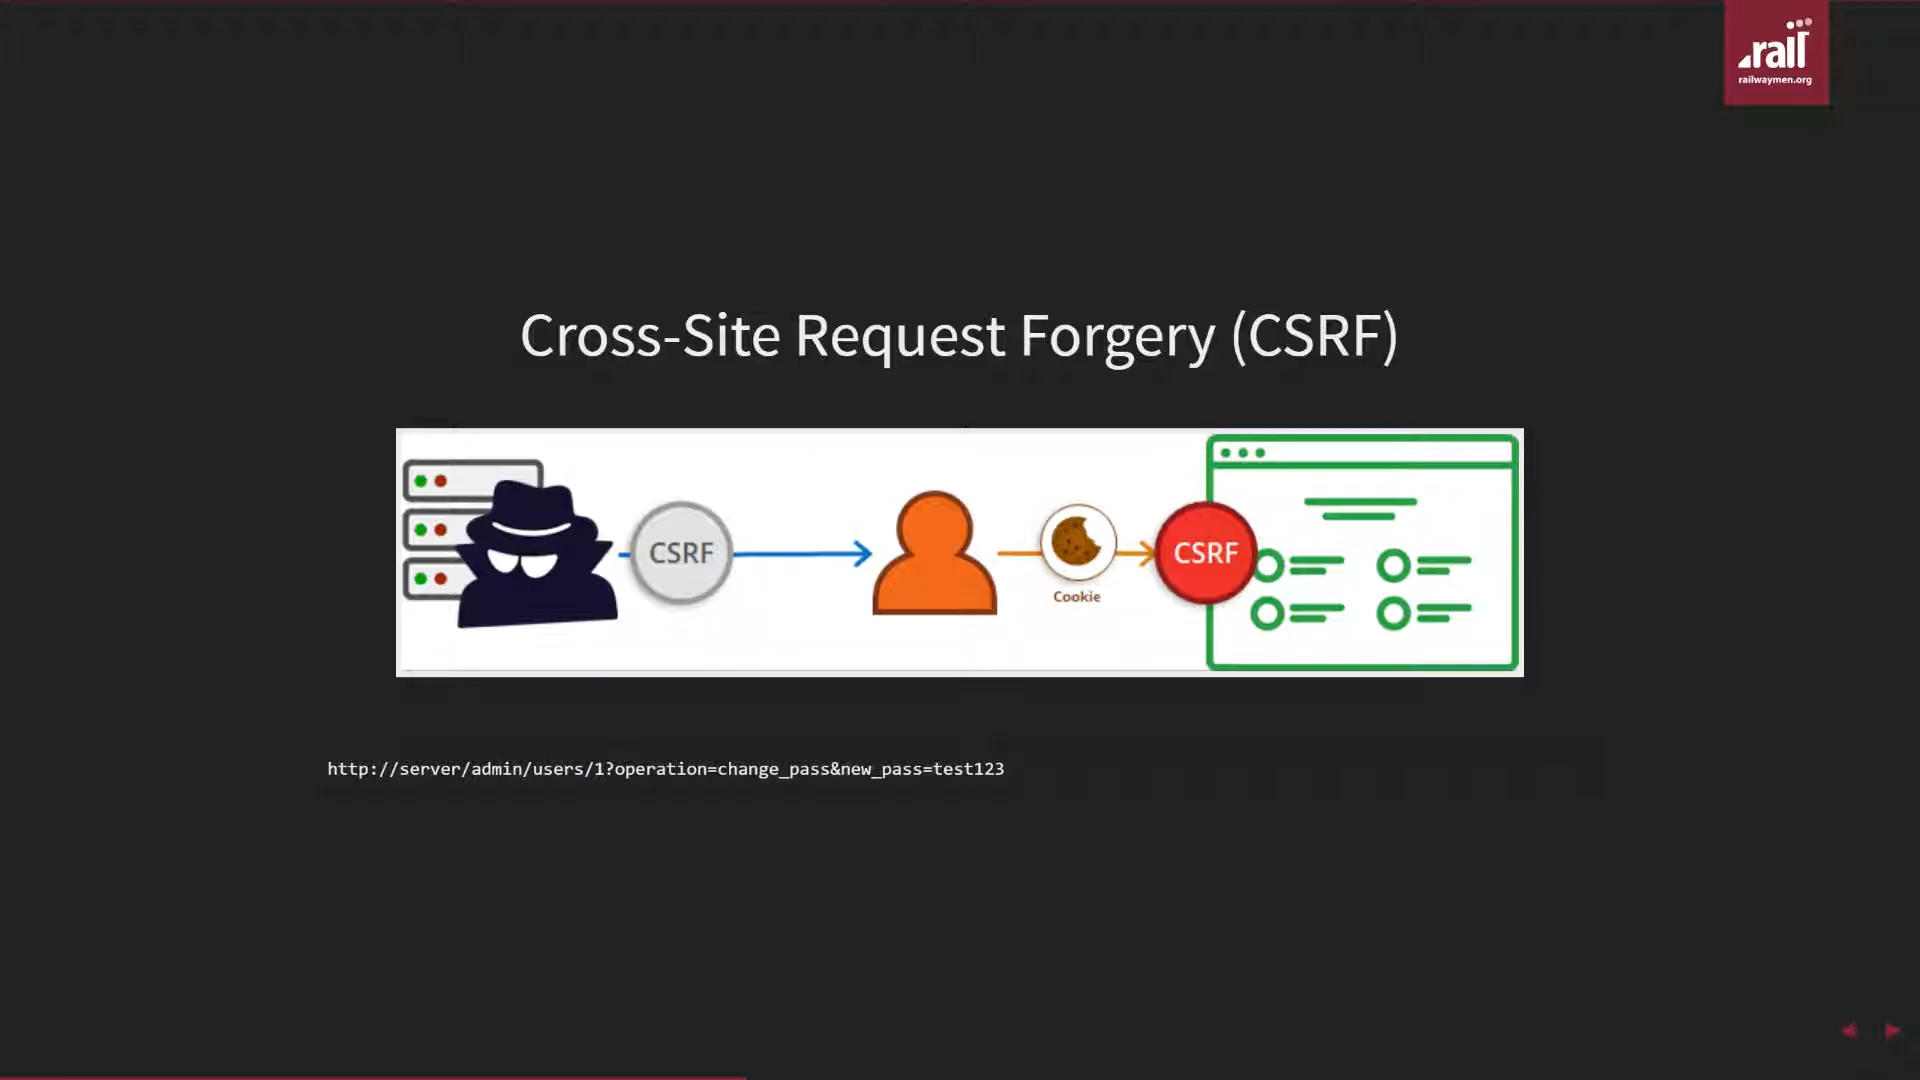 .rail
railwaymen.org
Cross-Site Request Forgery (CSRF)
CSRF
CSRF
Cookie
http://server/admin/users/1?operation=change_pass&new_pass=test123